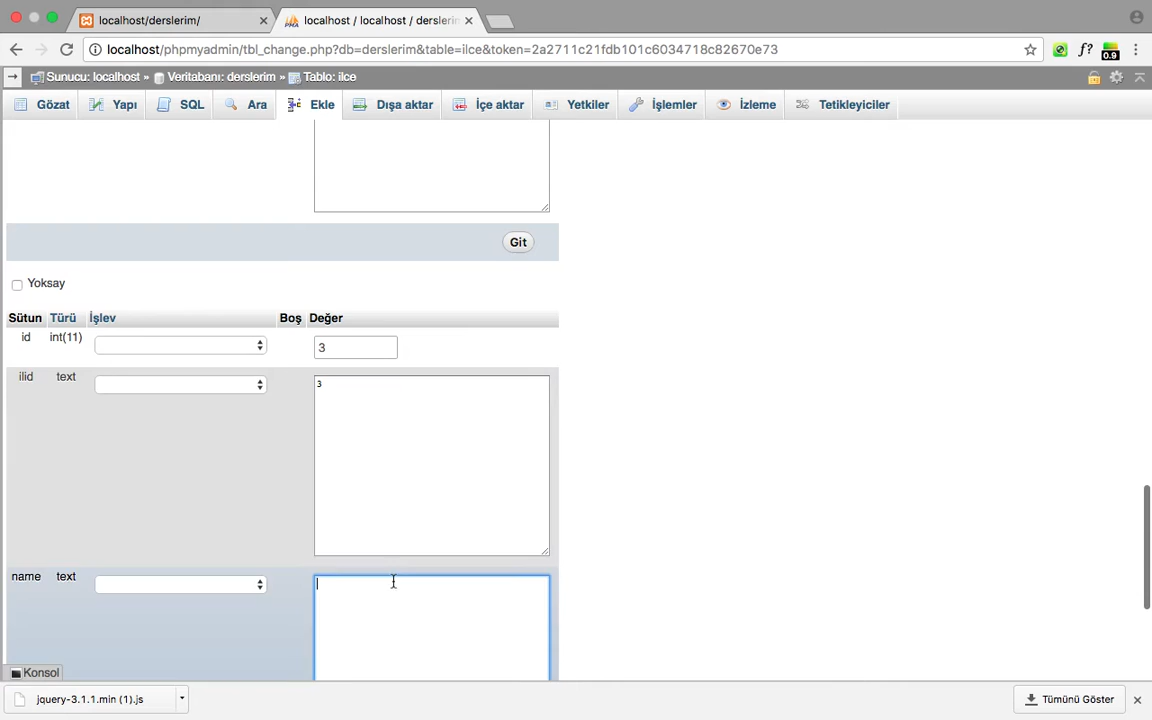 localhost/derslerim/
localhost / localhost / derslerim
localhost/phpmyadmin/tbl_change.php?db=derslerim&table=ilce&token=2a2711c21fdb101c6034718c82670e73
0.9
Sunucu: localhost » Veritabanı: derslerim » Tablo: ilce
Gözat Yapı SQL Ara Ekle Dışa aktar İçe aktar Yetkiler İşlemler İzleme Tetikleyiciler
Git
Yoksay
Sütun Türü İşlev Boş Değer
id int(11) 3
ilid text 3
name text
Konsol
jquery-3.1.1.min (1).js
Tümünü Göster